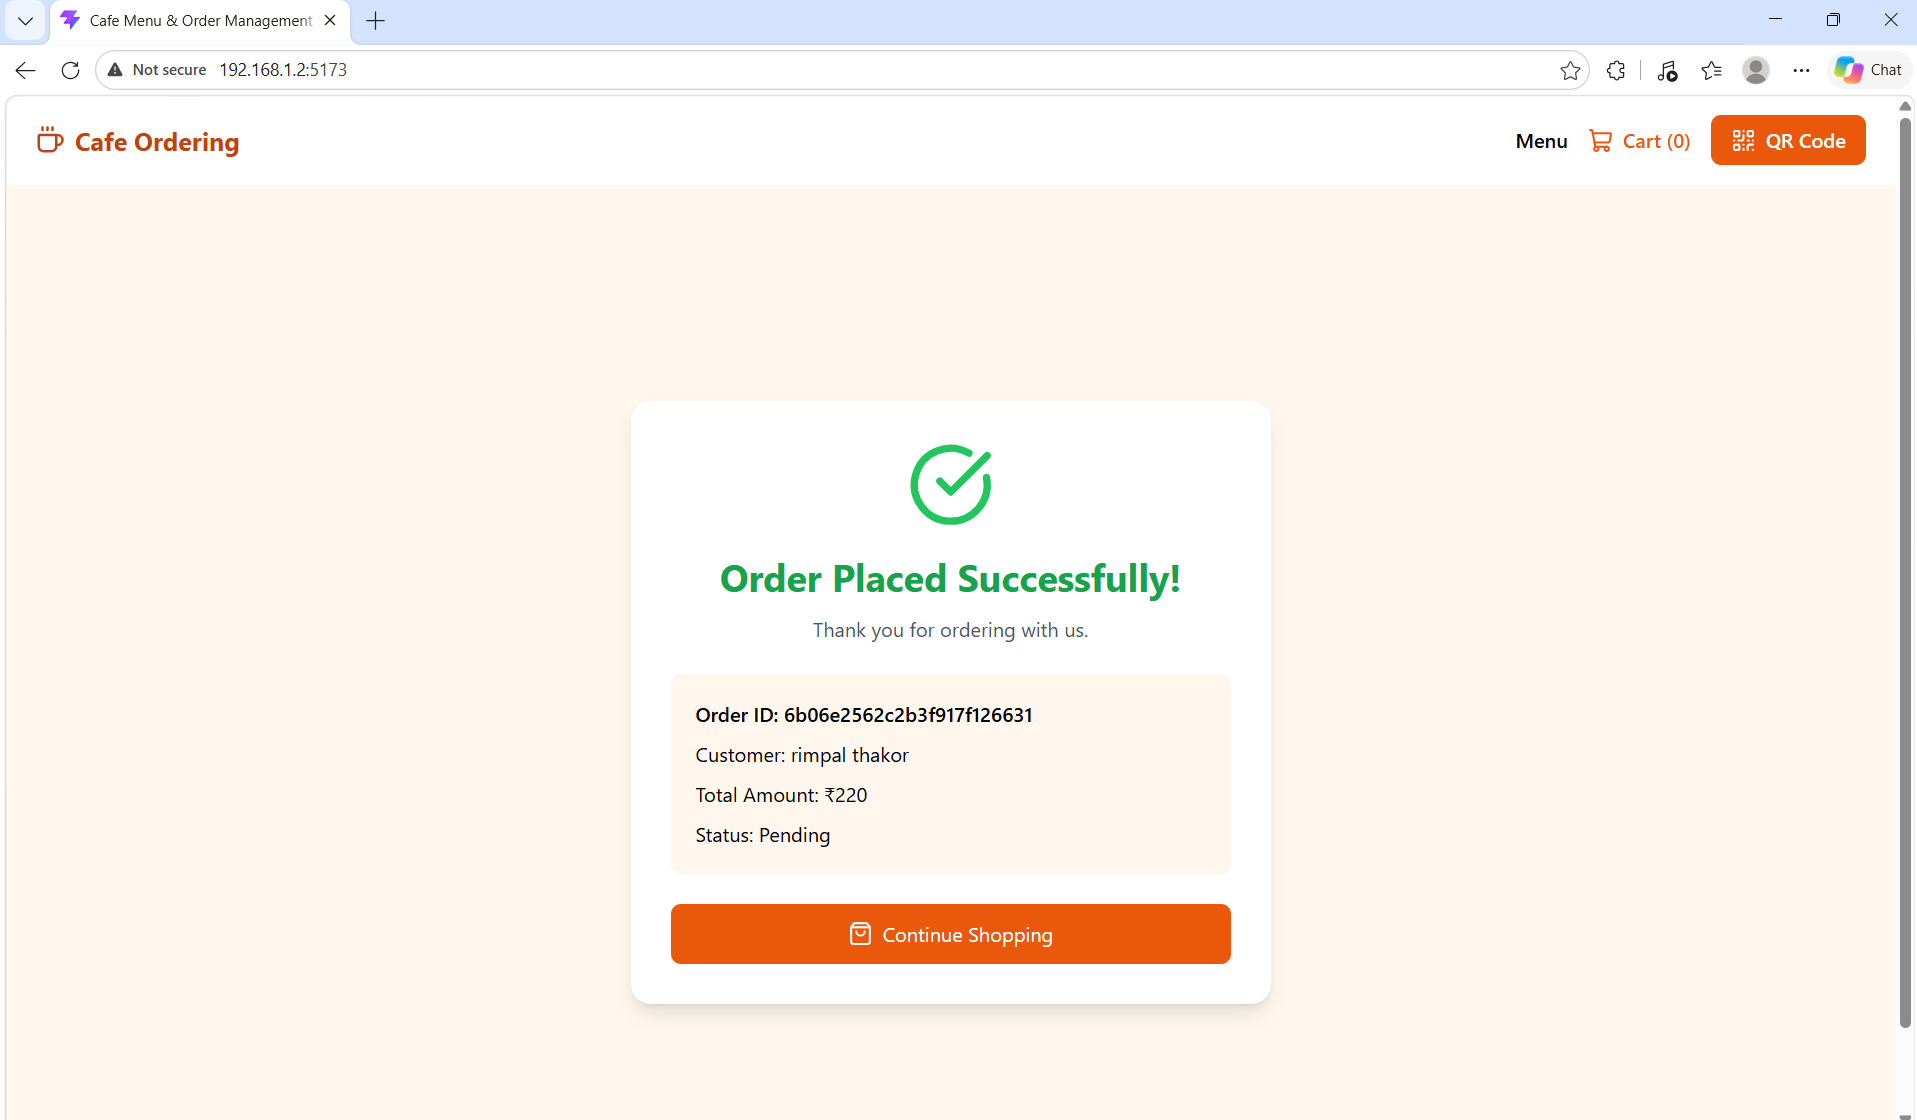 Cafe Menu & Order Management
Not secure 192.168.1.2:5173
Chat
Cafe Ordering
Menu
Cart (0)
QR Code
Order Placed Successfully!
Thank you for ordering with us.
Order ID: 6b06e2562c2b3f917f126631
Customer: rimpal thakor
Total Amount: ₹220
Status: Pending
Continue Shopping